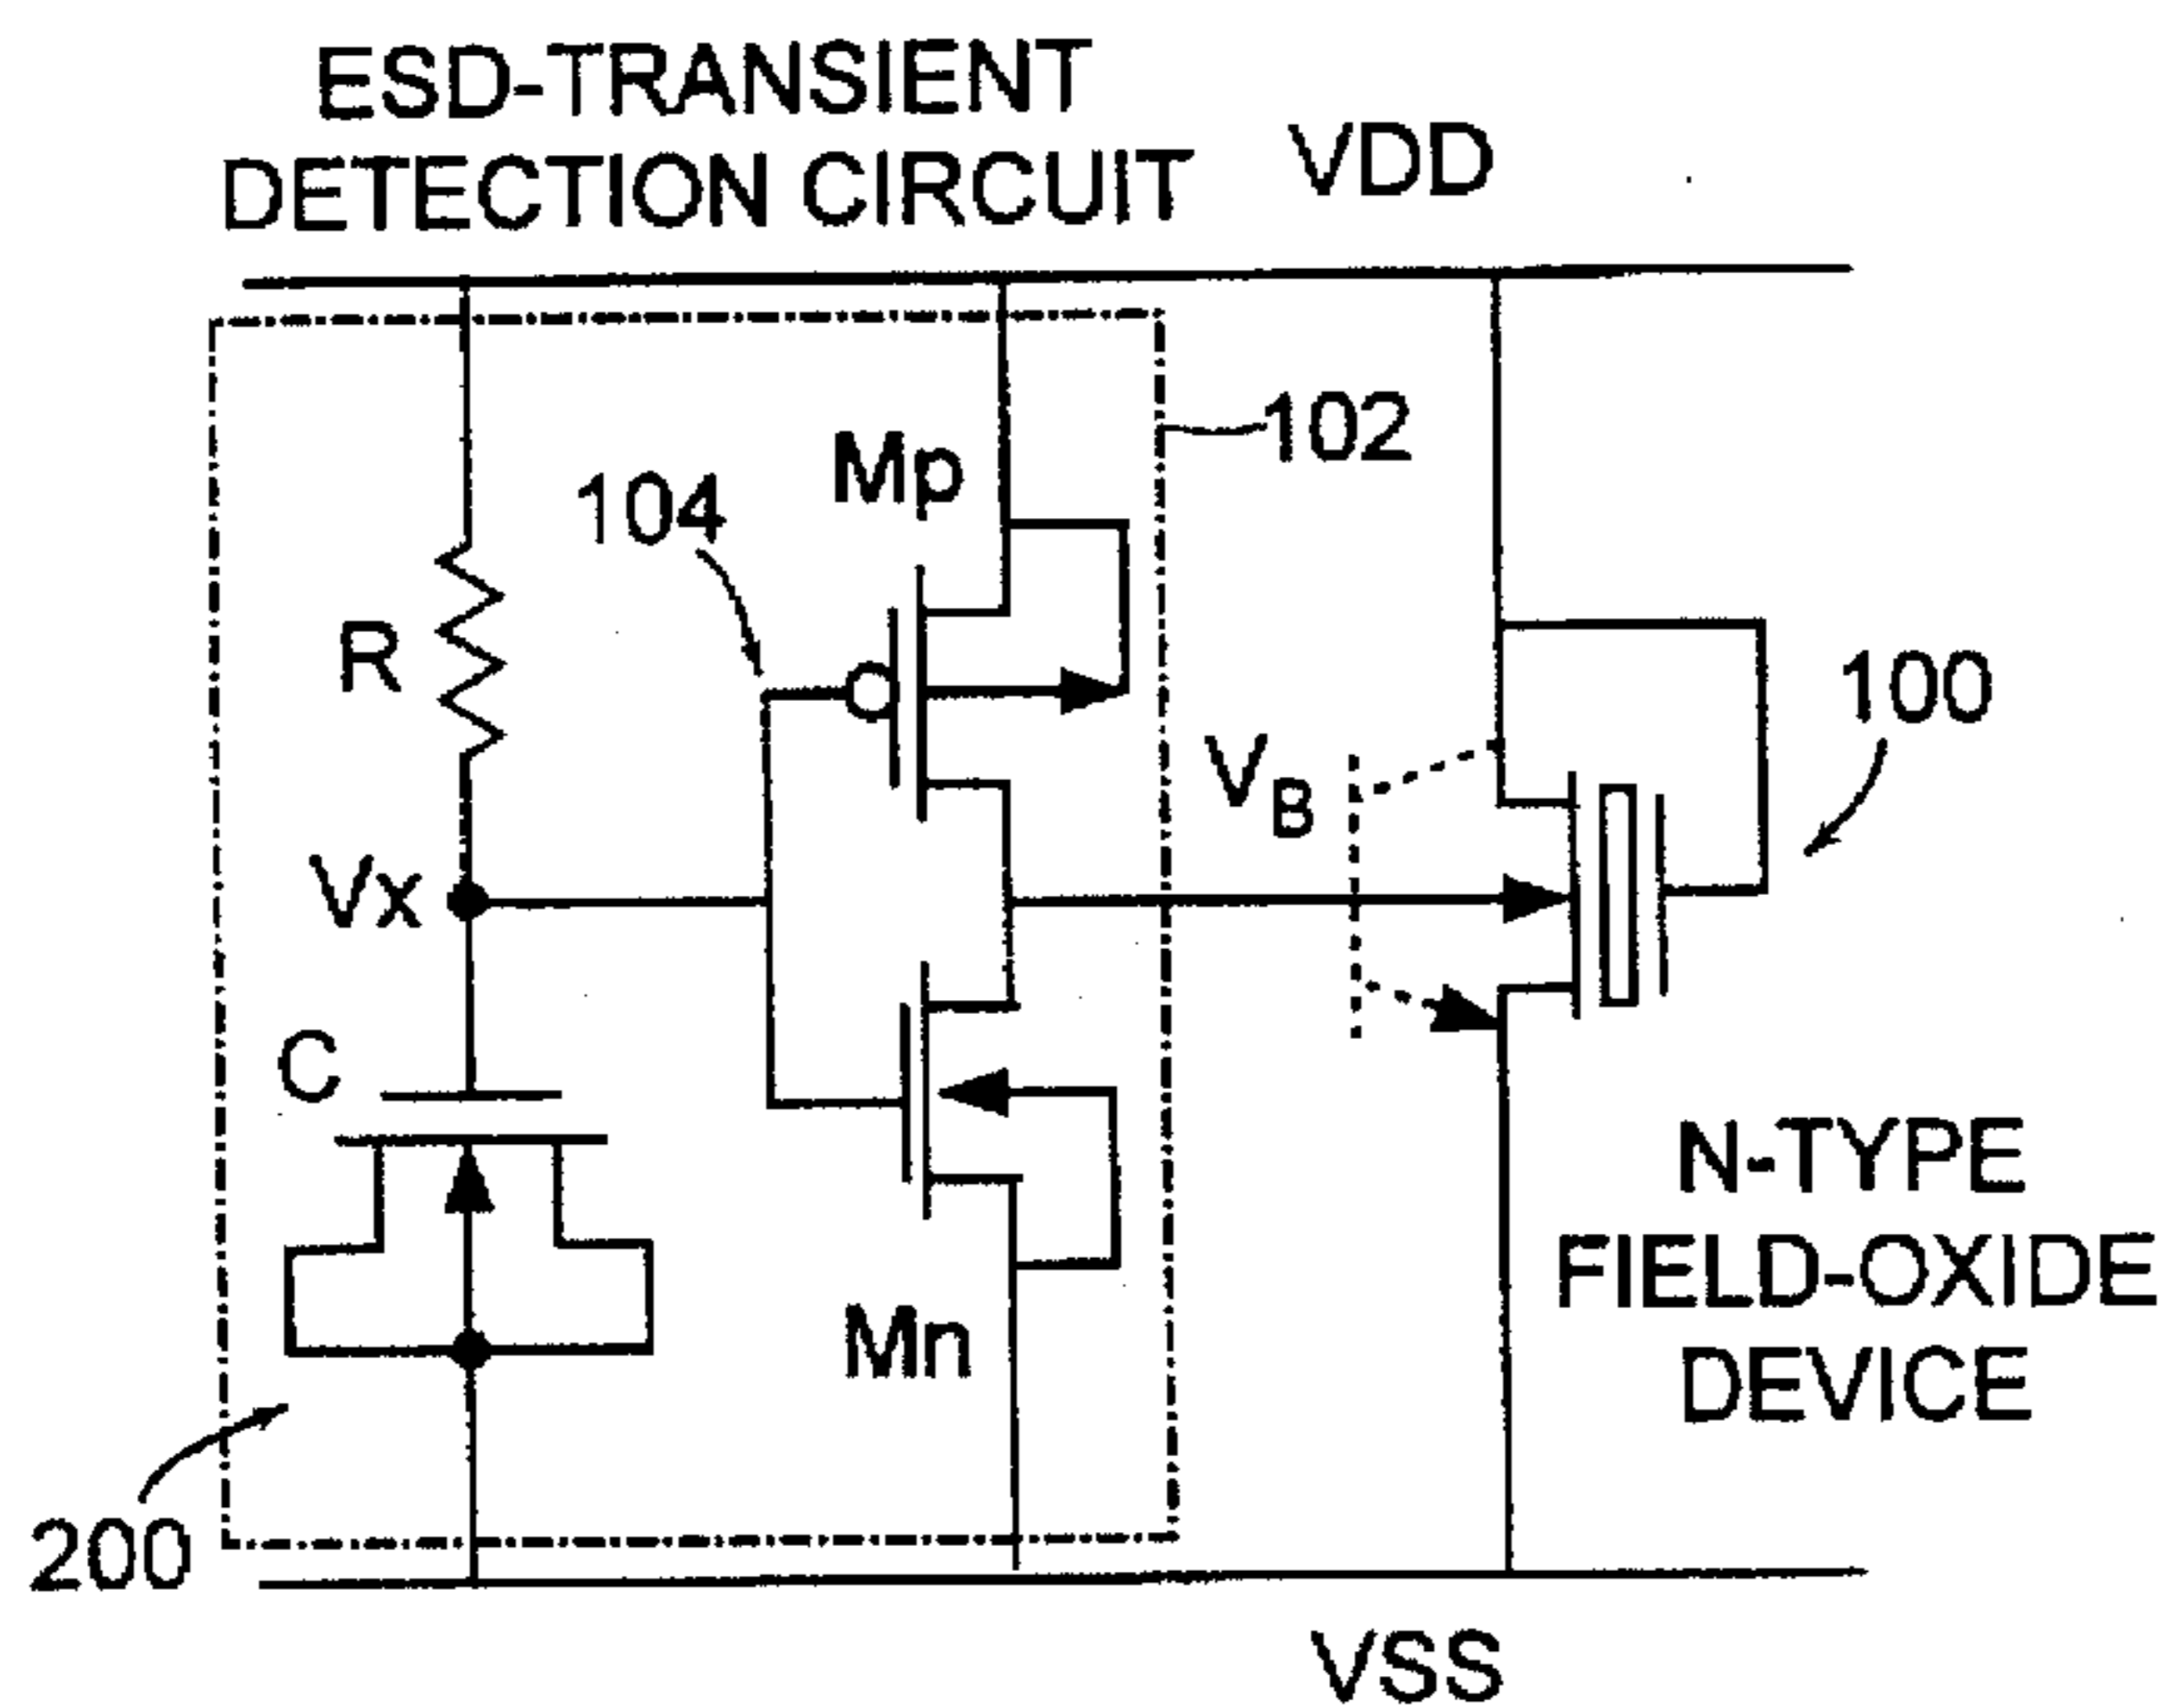 ESD-TRANSIENT
DETECTION CIRCUIT
VDD
102
Mp
104
R
100
VB
Vx
C
N-TYPE
FIELD-OXIDE
DEVICE
Mn
200
VSS